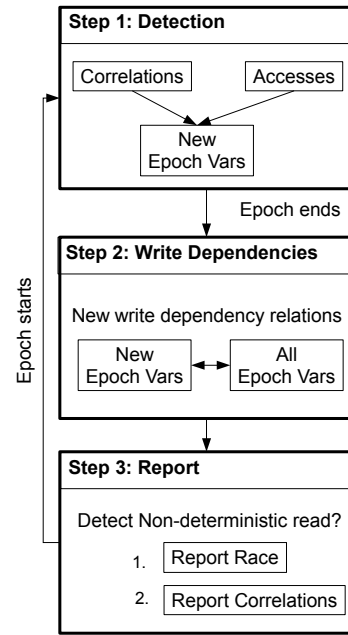 Step 1: Detection
Correlations
Accesses
New
Epoch Vars
Epoch ends
Step 2: Write Dependencies
New write dependency relations
New
Epoch Vars
All
Epoch Vars
Epoch starts
Step 3: Report
Detect Non-deterministic read?
1. Report Race
2. Report Correlations